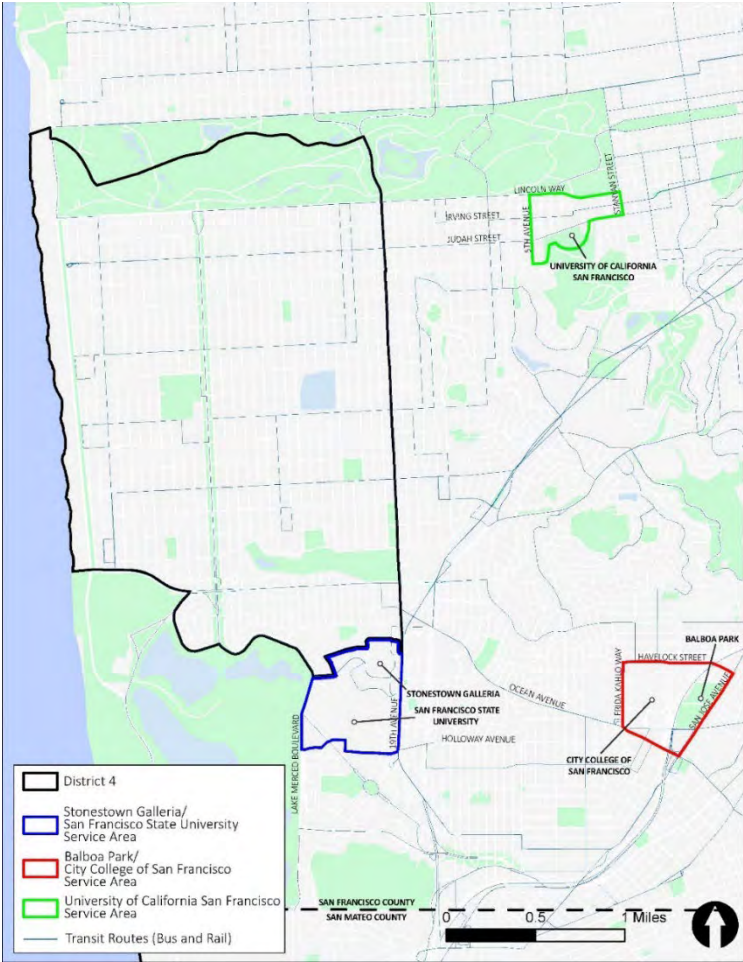 LINCOLN WAY
STANYAN STREET
IRVING STREET
5TH AVENUE
JUDAH STREET
UNIVERSITY OF CALIFORNIA
SAN FRANCISCO
BALBOA PARK
HAVELOCK STREET
FRIDA KAHLO WAY
SAN JOSE AVENUE
OCEAN AVENUE
STONESTOWN GALLERIA
SAN FRANCISCO STATE
UNIVERSITY
19TH AVENUE
HOLLOWAY AVENUE
CITY COLLEGE OF
SAN FRANCISCO
LAKE MERCED BOULEVARD
District 4
Stonestown Galleria/
San Francisco State University
Service Area
Balboa Park/
City College of San Francisco
Service Area
University of California San Francisco
Service Area
Transit Routes (Bus and Rail)
SAN FRANCISCO COUNTY
SAN MATEO COUNTY
0 0.5 1 Miles